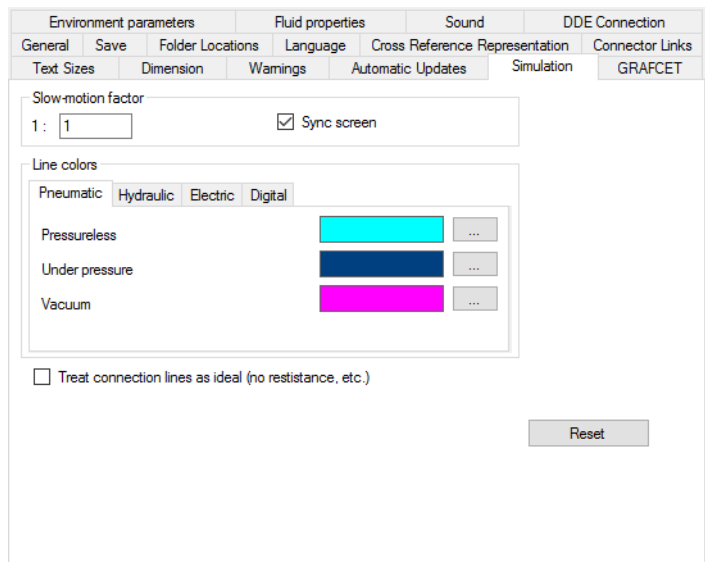 Environment parameters Fluid properties Sound DDE Connection
General Save Folder Locations Language Cross Reference Representation Connector Links
Text Sizes Dimension Warnings Automatic Updates Simulation GRAFCET
Slow-motion factor
1 : 1 Sync screen
Line colors
Pneumatic Hydraulic Electric Digital
Pressureless ...
Under pressure ...
Vacuum ...
Treat connection lines as ideal (no restistance, etc.)
Reset